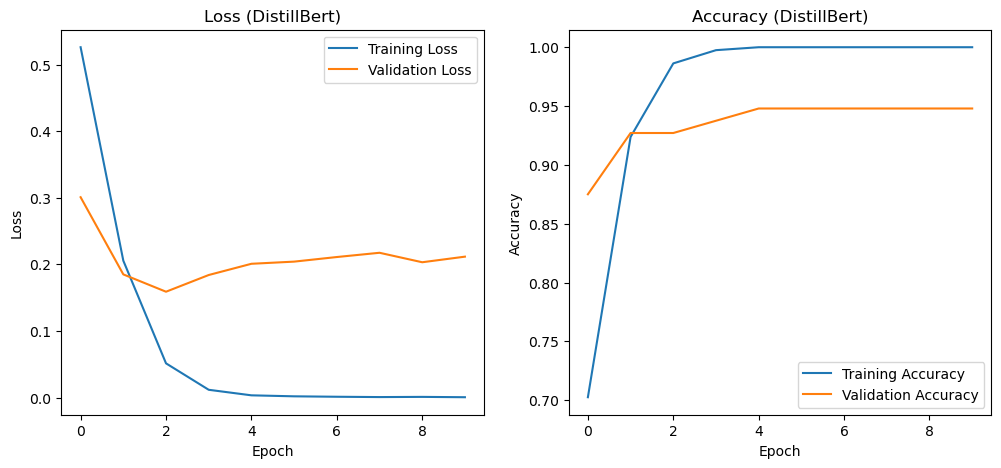 Loss (DistillBert)
Training Loss
Validation Loss
0.5
0.4
0.3
0.2
0.1
0.0
Loss
0
2
4
6
8
Epoch
Accuracy (DistillBert)
1.00
0.95
0.90
0.85
0.80
0.75
0.70
Accuracy
Training Accuracy
Validation Accuracy
0
2
4
6
8
Epoch